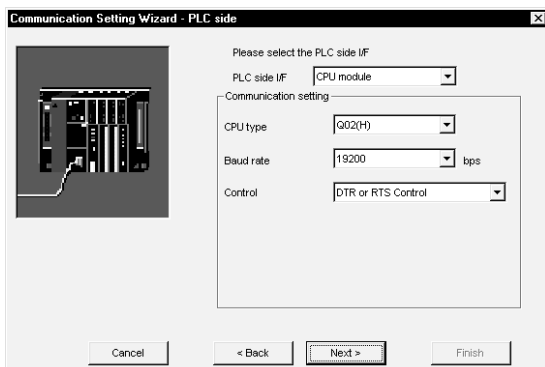 Communication Setting Wizard - PLC side
Please select the PLC side I/F
PLC side I/F CPU module
Communication setting
CPU type Q02(H)
Baud rate 19200 bps
Control DTR or RTS Control
Cancel < Back Next > Finish